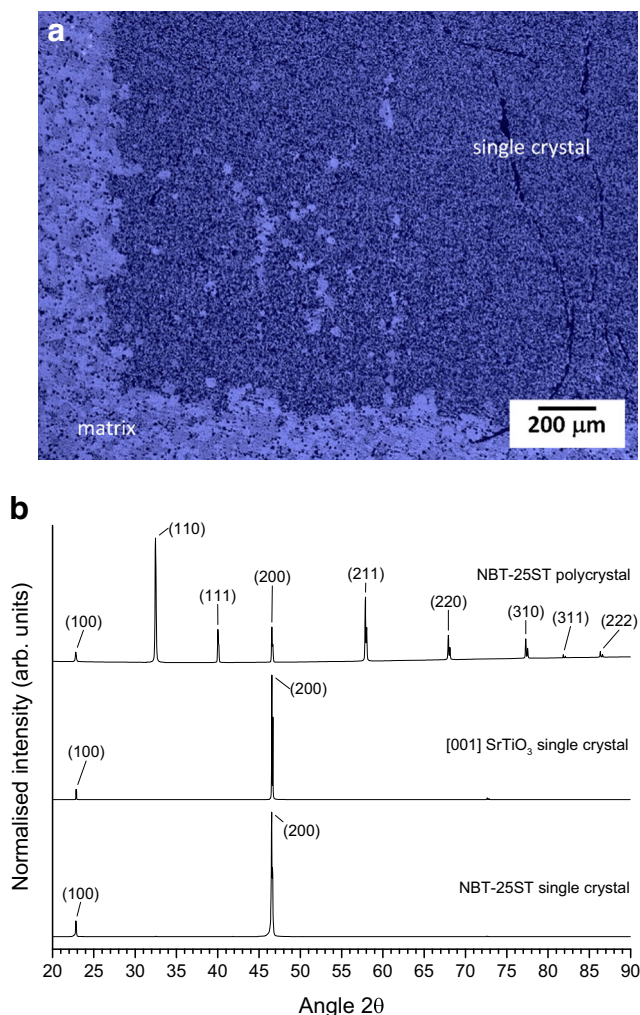 a
single crystal
matrix
200 μm
b
Normalised intensity (arb. units)
(100)
(110)
(111)
(200)
(211)
(220)
(310)
(311)
(222)
NBT-25ST polycrystal
(100)
(200)
[001] SrTiO₃ single crystal
(100)
(200)
NBT-25ST single crystal
20 25 30 35 40 45 50 55 60 65 70 75 80 85 90
Angle 2θ